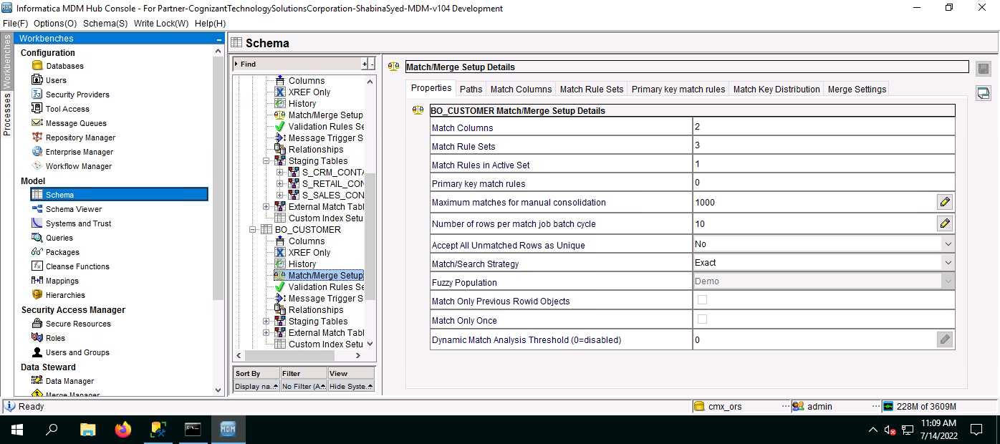 Informatica MDM Hub Console - For Partner-CognizantTechnologySolutionsCorporation-ShabinaSyed-MDM-v104 Development
File(F) Options(O) Schema(S) Write Lock(W) Help(H)
Workbenches
Processes
Workbenches
Configuration
Databases
Users
Security Providers
Tool Access
Message Queues
Repository Manager
Enterprise Manager
Workflow Manager
Model
Schema
Schema Viewer
Systems and Trust
Queries
Packages
Cleanse Functions
Mappings
Hierarchies
Security Access Manager
Secure Resources
Roles
Users and Groups
Data Steward
Data Manager
Merge Manager
Schema
Find
+ -
Columns
XREF Only
History
Match/Merge Setup
Validation Rules Se
Message Trigger S
Relationships
Staging Tables
S_CRM_CONTA
S_RETAIL_CON
S_SALES_CON
External Match Tabl
Custom Index Setu
BO_CUSTOMER
Columns
XREF Only
History
Match/Merge Setup
Validation Rules Se
Message Trigger S
Relationships
Staging Tables
External Match Tabl
Custom Index Setu
Sort By Filter View
Display na... No Filter (A... Hide Syste...
Match/Merge Setup Details
Properties Paths Match Columns Match Rule Sets Primary key match rules Match Key Distribution Merge Settings
BO_CUSTOMER Match/Merge Setup Details
Match Columns 2
Match Rule Sets 3
Match Rules in Active Set 1
Primary key match rules 0
Maximum matches for manual consolidation 1000
Number of rows per match job batch cycle 10
Accept All Unmatched Rows as Unique No
Match/Search Strategy Exact
Fuzzy Population Demo
Match Only Previous Rowid Objects
Match Only Once
Dynamic Match Analysis Threshold (0=disabled) 0
Ready cmx_ors ... admin ... 228M of 3609M
MDM
11:09 AM
7/14/2022